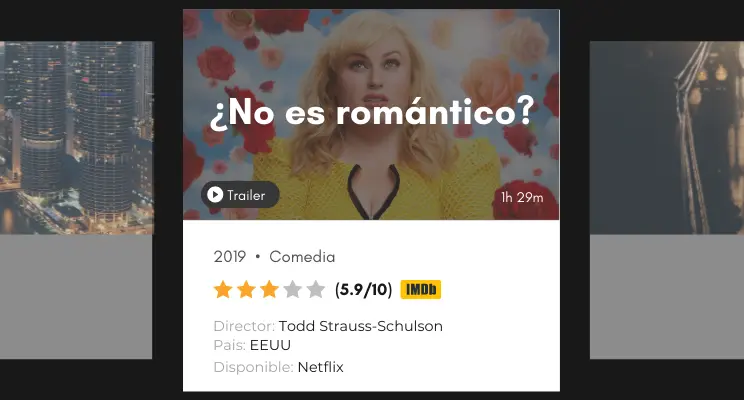 ¿No es romántico?
Trailer
1h 29m
2019 • Comedia
(5.9/10) IMDb
Director: Todd Strauss-Schulson
País: EEUU
Disponible: Netflix